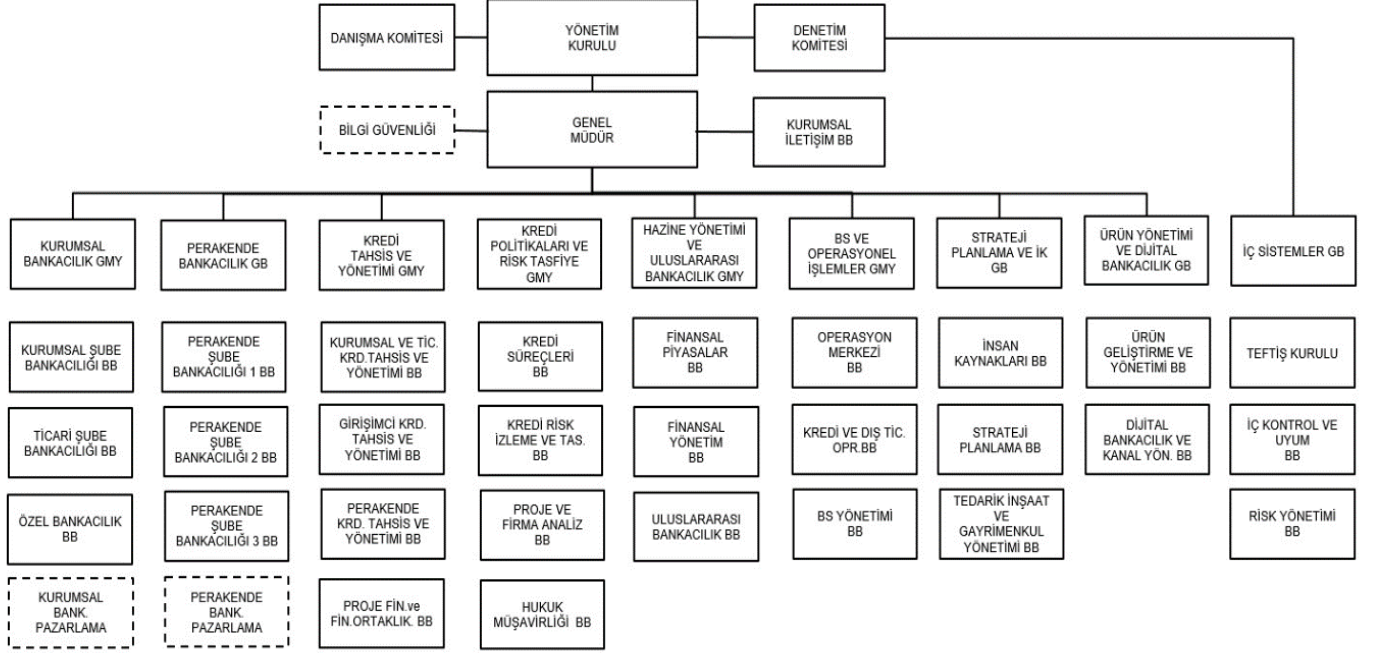 DANIŞMA KOMİTESİ
YÖNETİM
KURULU
DENETİM
KOMİTESİ
BİLGİ GÜVENLİĞİ
GENEL
MÜDÜR
KURUMSAL
İLETİŞİM BB
KURUMSAL
BANKACILIK GMY
PERAKENDE
BANKACILIK GB
KREDİ
TAHSİS VE
YÖNETİMİ GMY
KREDİ
POLİTİKALARI VE
RİSK TASFİYE
GMY
HAZİNE YÖNETİMİ
VE
ULUSLARARASI
BANKACILIK GMY
BS VE
OPERASYONEL
İŞLEMLER GMY
STRATEJİ
PLANLAMA VE İK
GB
ÜRÜN YÖNETİMİ
VE DİJİTAL
BANKACILIK GB
İÇ SİSTEMLER GB
KURUMSAL ŞUBE
BANKACILIĞI BB
PERAKENDE
ŞUBE
BANKACILIĞI 1 BB
KURUMSAL VE TİC.
KRD.TAHSİS VE
YÖNETİMİ BB
KREDİ
SÜREÇLERİ
BB
FİNANSAL
PİYASALAR
BB
OPERASYON
MERKEZİ
BB
İNSAN
KAYNAKLARI BB
ÜRÜN
GELİŞTİRME VE
YÖNETİMİ BB
TEFTİŞ KURULU
TİCARİ ŞUBE
BANKACILIĞI BB
PERAKENDE
ŞUBE
BANKACILIĞI 2 BB
GİRİŞİMCİ KRD.
TAHSİS VE
YÖNETİMİ BB
KREDİ RİSK
İZLEME VE TAS.
BB
FİNANSAL
YÖNETİM
BB
KREDİ VE DIŞ TİC.
OPR.BB
STRATEJİ
PLANLAMA BB
DİJİTAL
BANKACILIK VE
KANAL YÖN. BB
İÇ KONTROL VE
UYUM
BB
ÖZEL BANKACILIK
BB
PERAKENDE
ŞUBE
BANKACILIĞI 3 BB
PERAKENDE
KRD. TAHSİS VE
YÖNETİMİ BB
PROJE VE
FİRMA ANALİZ
BB
ULUSLARARASI
BANKACILIK BB
BS YÖNETİMİ
BB
TEDARİK İNŞAAT
VE
GAYRİMENKUL
YÖNETİMİ BB
RİSK YÖNETİMİ
BB
KURUMSAL
BANK.
PAZARLAMA
PERAKENDE
BANK.
PAZARLAMA
PROJE FİN.ve
FİN.ORTAKLIK. BB
HUKUK
MÜŞAVİRLİĞİ BB